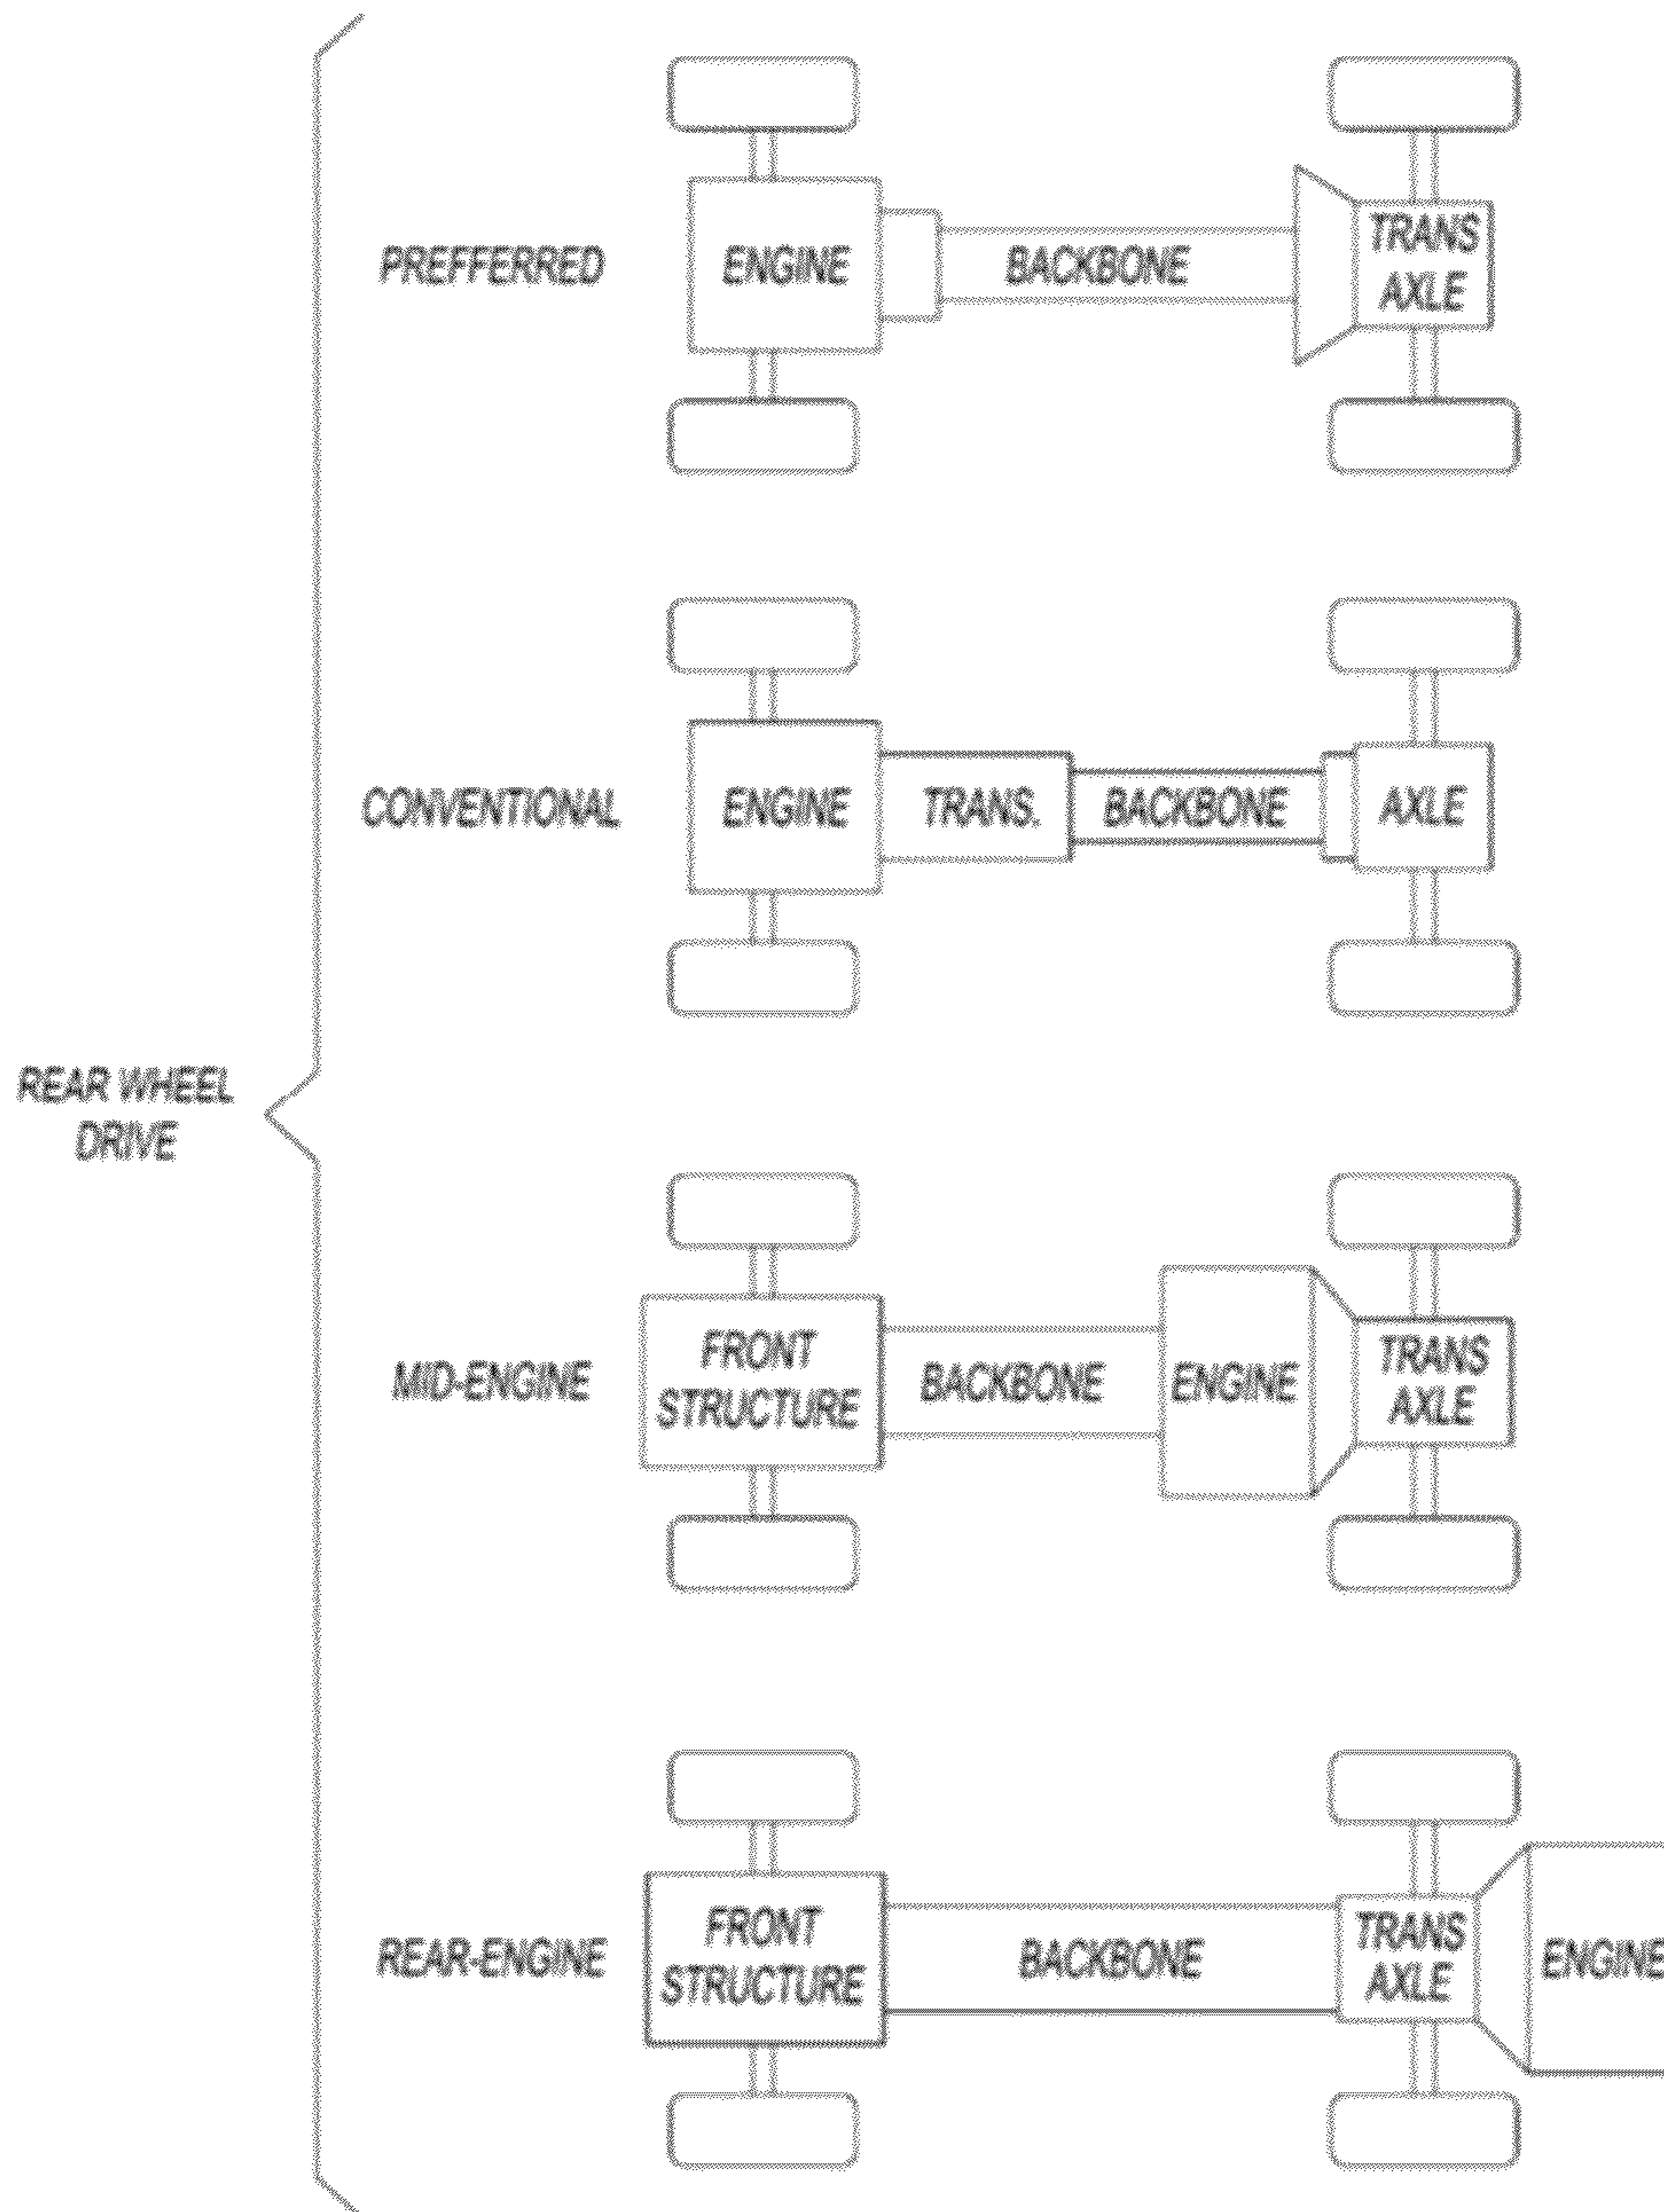 PREFFERRED
ENGINE
BACKBONE
TRANS
AXLE
CONVENTIONAL
ENGINE
TRANS.
BACKBONE
AXLE
REAR WHEEL
DRIVE
MID-ENGINE
FRONT
STRUCTURE
BACKBONE
ENGINE
TRANS
AXLE
REAR-ENGINE
FRONT
STRUCTURE
BACKBONE
TRANS
AXLE
ENGINE